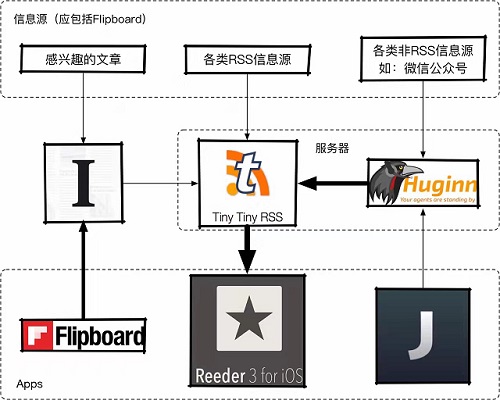 信息源（应包括Flipboard）
感兴趣的文章
各类RSS信息源
各类非RSS信息源
如：微信公众号
服务器
I
t
Tiny Tiny RSS
Huginn
Your agents are standing by
Flipboard
Reeder 3 for iOS
J
Apps